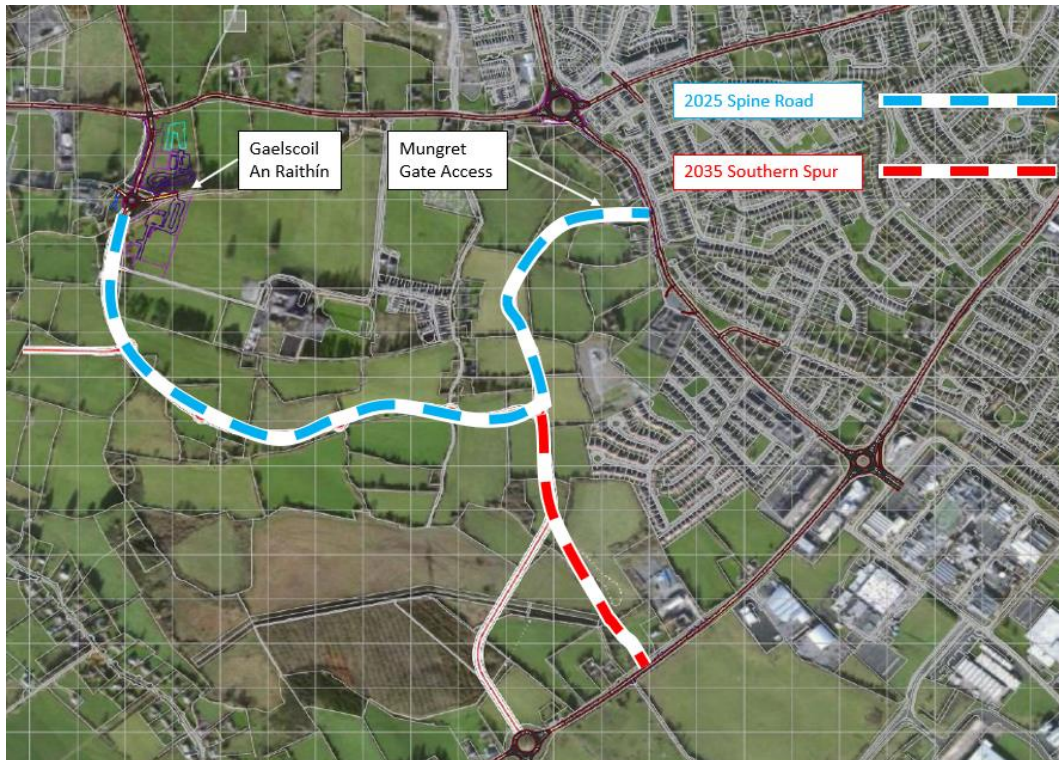 2025 Spine Road
Gaelscoil
An Raithín
Mungret
Gate Access
2035 Southern Spur